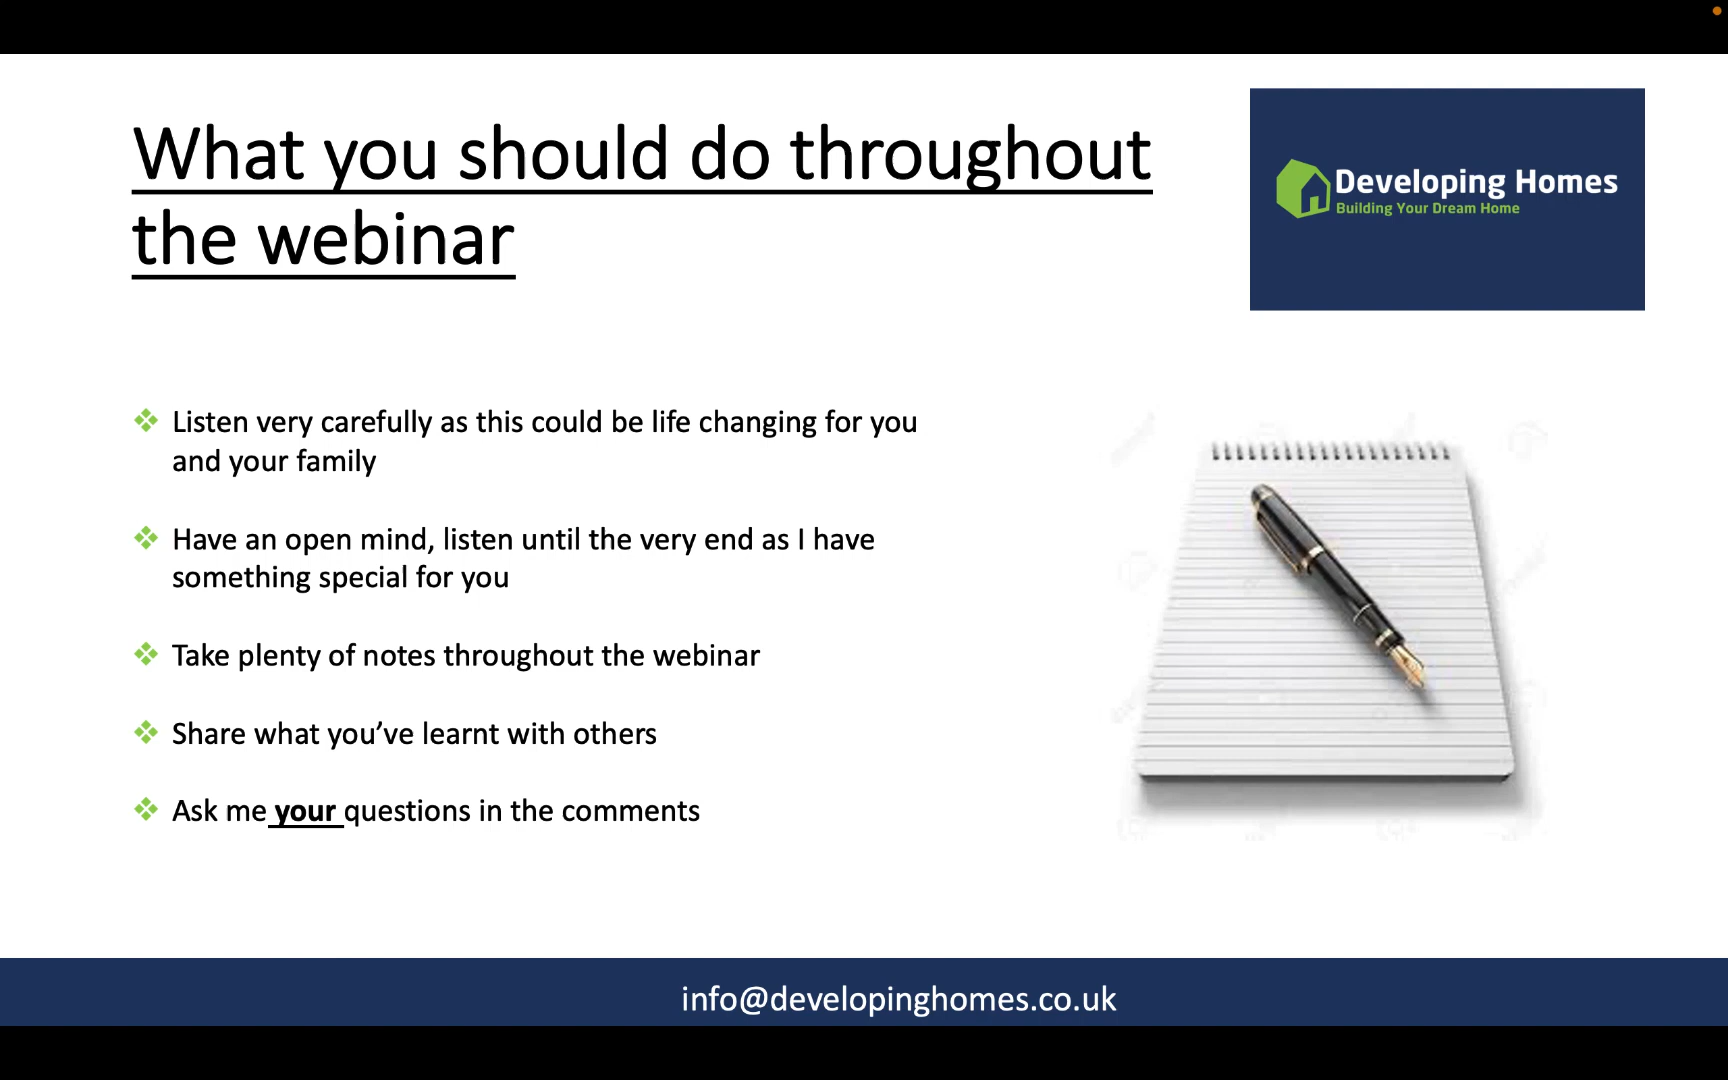 What you should do throughout
the webinar
Developing Homes
Building Your Dream Home
Listen very carefully as this could be life changing for you
and your family
Have an open mind, listen until the very end as I have
something special for you
Take plenty of notes throughout the webinar
Share what you’ve learnt with others
Ask me your questions in the comments
info@developinghomes.co.uk